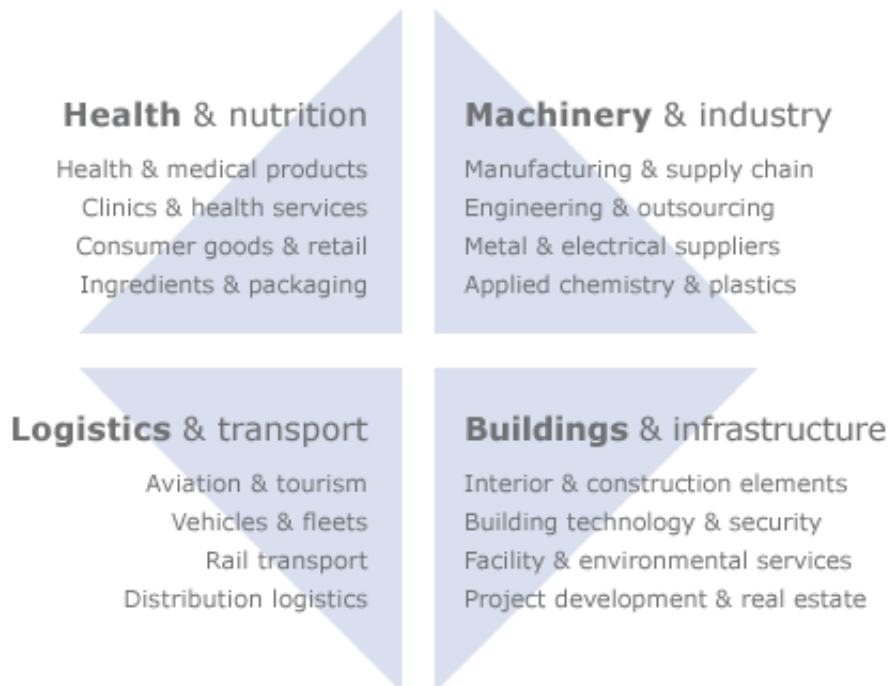 Health & nutrition
Health & medical products
Clinics & health services
Consumer goods & retail
Ingredients & packaging
Machinery & industry
Manufacturing & supply chain
Engineering & outsourcing
Metal & electrical suppliers
Applied chemistry & plastics
Logistics & transport
Aviation & tourism
Vehicles & fleets
Rail transport
Distribution logistics
Buildings & infrastructure
Interior & construction elements
Building technology & security
Facility & environmental services
Project development & real estate